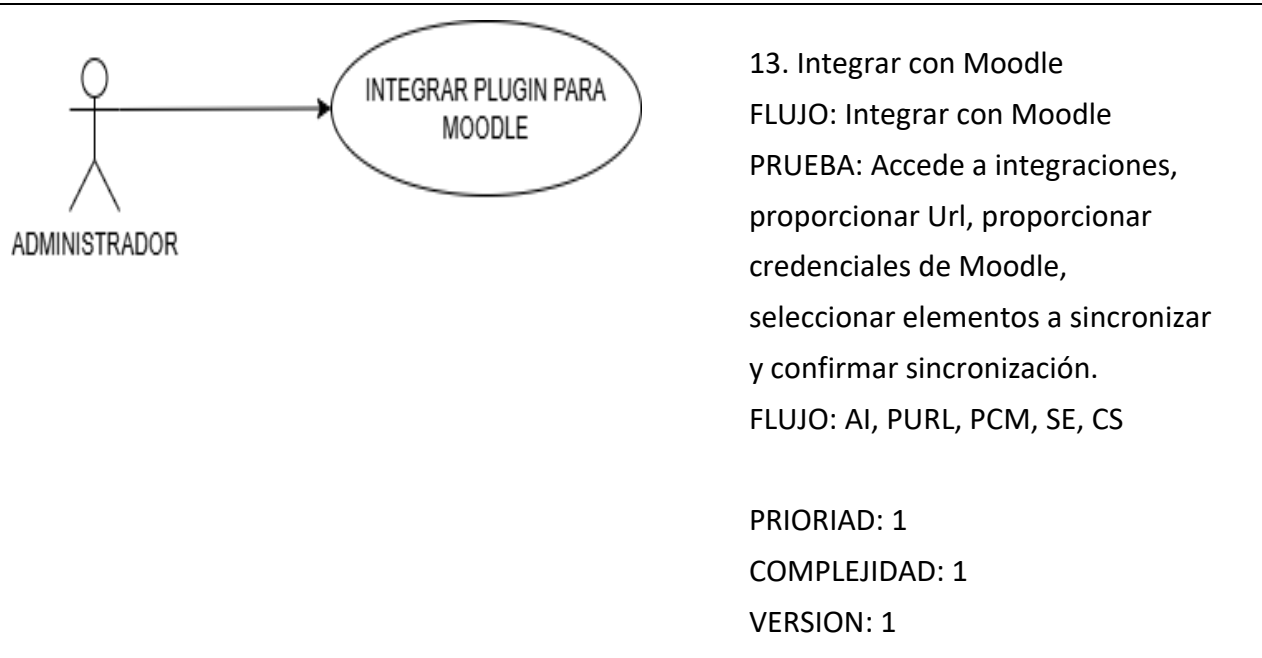 INTEGRAR PLUGIN PARA
MOODLE
ADMINISTRADOR
13. Integrar con Moodle
FLUJO: Integrar con Moodle
PRUEBA: Accede a integraciones,
proporcionar Url, proporcionar
credenciales de Moodle,
seleccionar elementos a sincronizar
y confirmar sincronización.
FLUJO: AI, PURL, PCM, SE, CS
PRIORIAD: 1
COMPLEJIDAD: 1
VERSION: 1